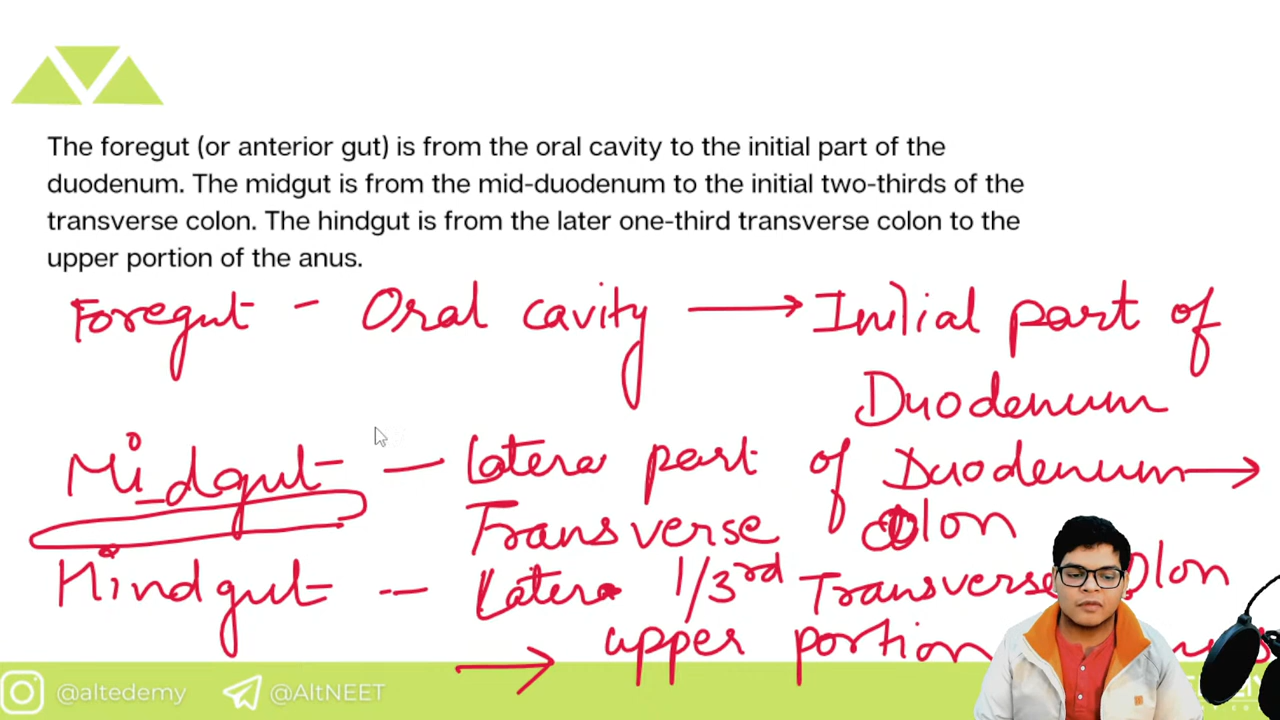 The foregut (or anterior gut) is from the oral cavity to the initial part of the
duodenum. The midgut is from the mid-duodenum to the initial two-thirds of the
transverse colon. The hindgut is from the later one-third transverse colon to the
upper portion of the anus.
Foregut - Oral cavity → Initial part of
Duodenum
Midgut - Later part of Duodenum →
Transverse colon
Hindgut - Later 1/3rd Transverse colon
→ upper portion
@altedemy @AltNEET